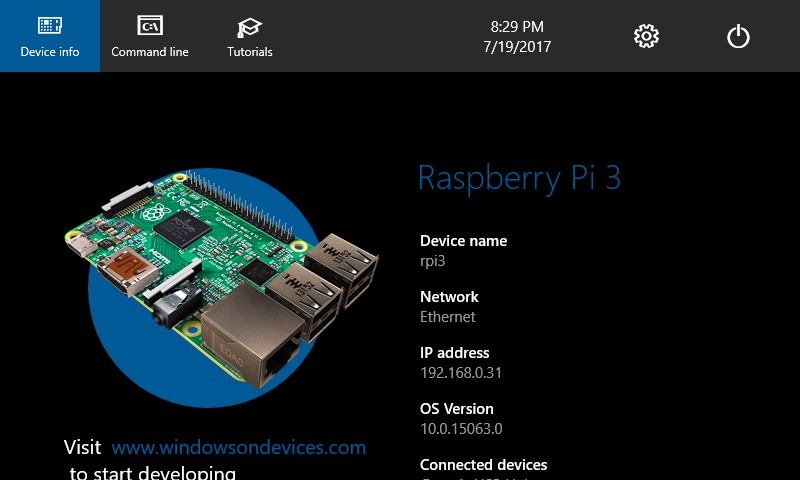 Device info
Command line
Tutorials
8:29 PM
7/19/2017
Raspberry Pi 3
HDMI
EDAC
Device name
rpi3
Network
Ethernet
IP address
192.168.0.31
OS Version
10.0.15063.0
Connected devices
Visit www.windowsondevices.com
to start developing